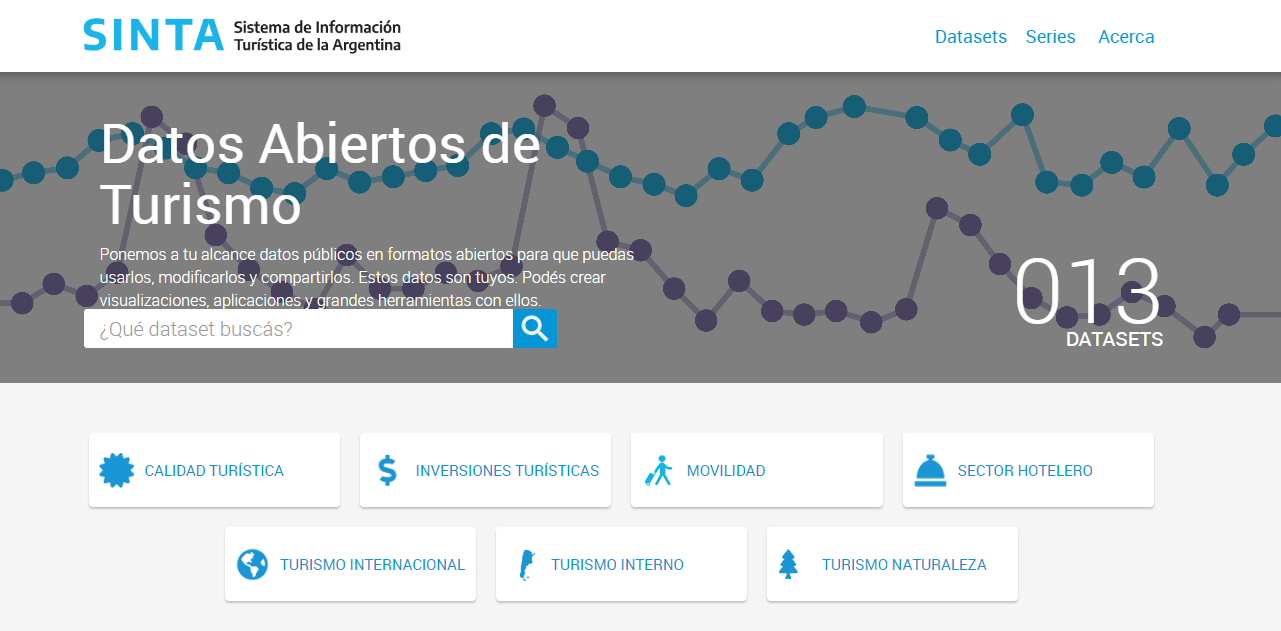 SINTA
Sistema de Información
Turística de la Argentina
Datasets Series Acerca
Datos Abiertos de
Turismo
Ponemos a tu alcance datos públicos en formatos abiertos para que puedas
usarlos, modificarlos y compartirlos. Estos datos son tuyos. Podés crear
visualizaciones, aplicaciones y grandes herramientas con ellos.
¿Qué dataset buscás?
013
DATASETS
CALIDAD TURÍSTICA
INVERSIONES TURÍSTICAS
MOVILIDAD
SECTOR HOTELERO
TURISMO INTERNACIONAL
TURISMO INTERNO
TURISMO NATURALEZA